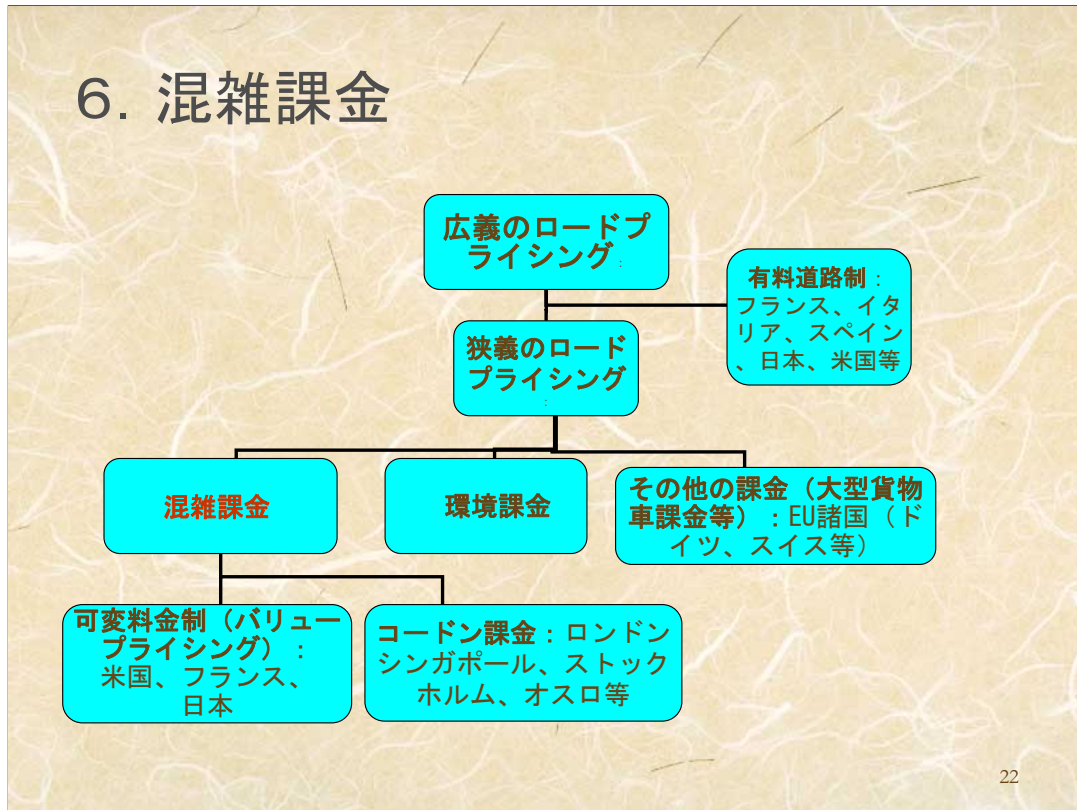 ６．混雑課金
広義のロードプ
ライシング：
有料道路制：
フランス、イタ
リア、スペイン
、日本、米国等
狭義のロード
プライシング
：
混雑課金
環境課金
その他の課金（大型貨物
車課金等）：EU諸国（ド
イツ、スイス等）
可変料金制（バリュー
プライシング）：
米国、フランス、
日本
コードン課金：ロンドン
シンガポール、ストック
ホルム、オスロ等
22